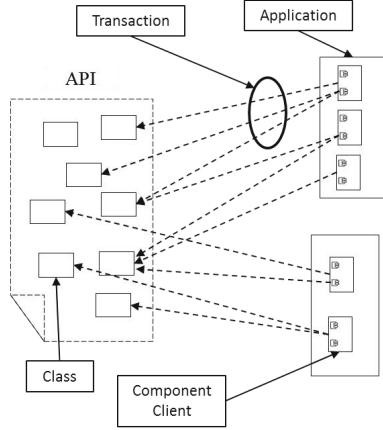 Transaction
Application
API
Class
Component
Client